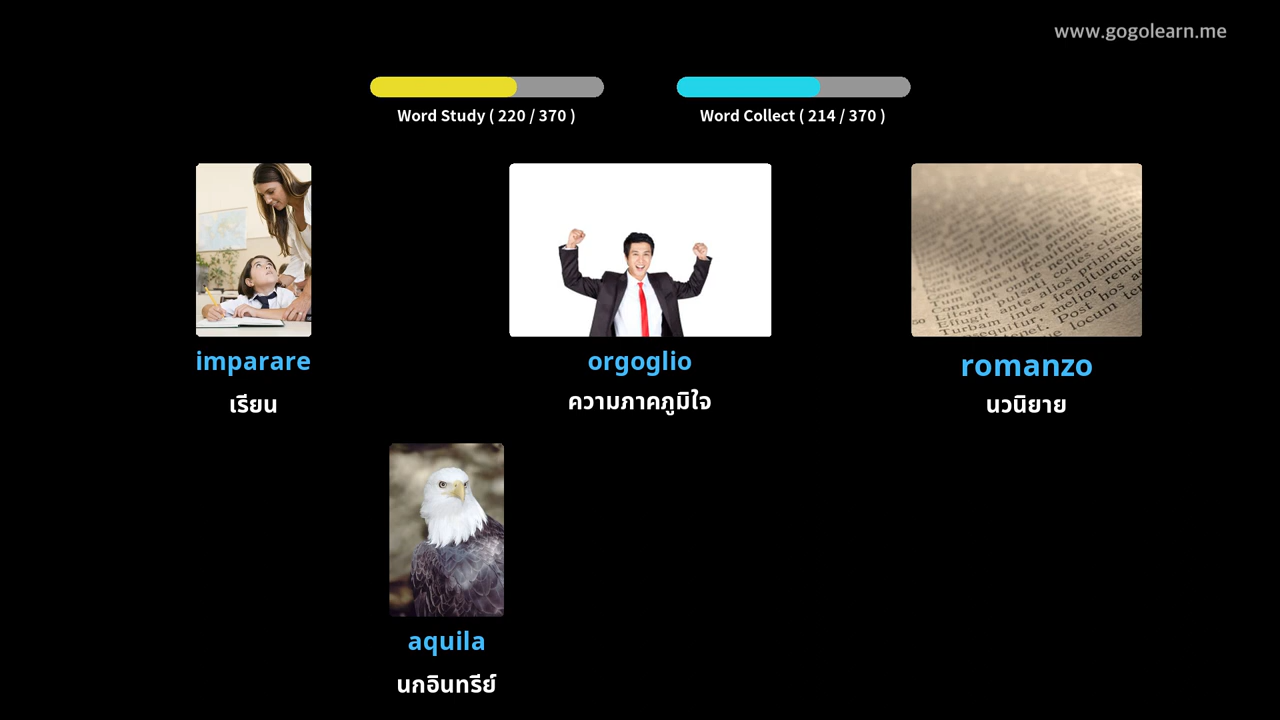 www.gogolearn.me
Word Study ( 220 / 370 )
Word Collect ( 214 / 370 )
imparare
orgoglio
romanzo
เรียน
ความภาคภูมิใจ
นวนิยาย
aquila
นกอินทรีย์